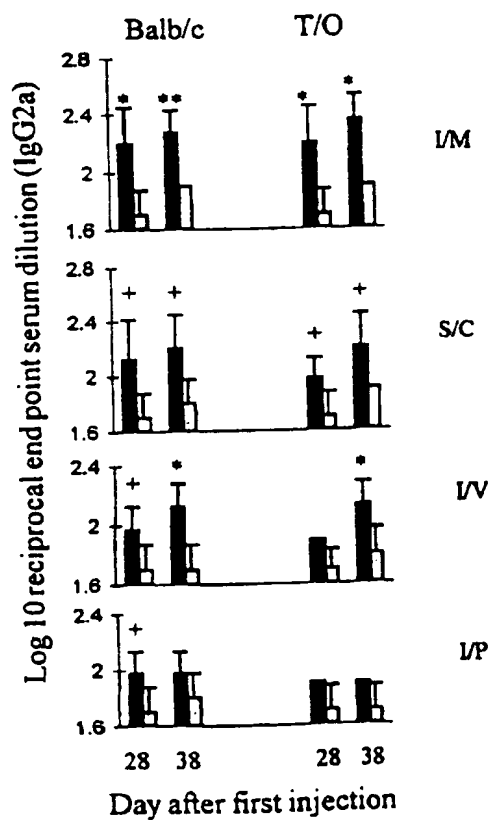 Balb/c T/O
Log 10 reciprocal end point serum dilution (IgG2a)
2.8
* ** * *
2.4
I/M
2
1.6
2.8
+ + + +
S/C
2.4
2
1.6
2.4
+ * *
I/V
2
1.6
2.4
+
I/P
2
1.6
28 38 28 38
Day after first injection